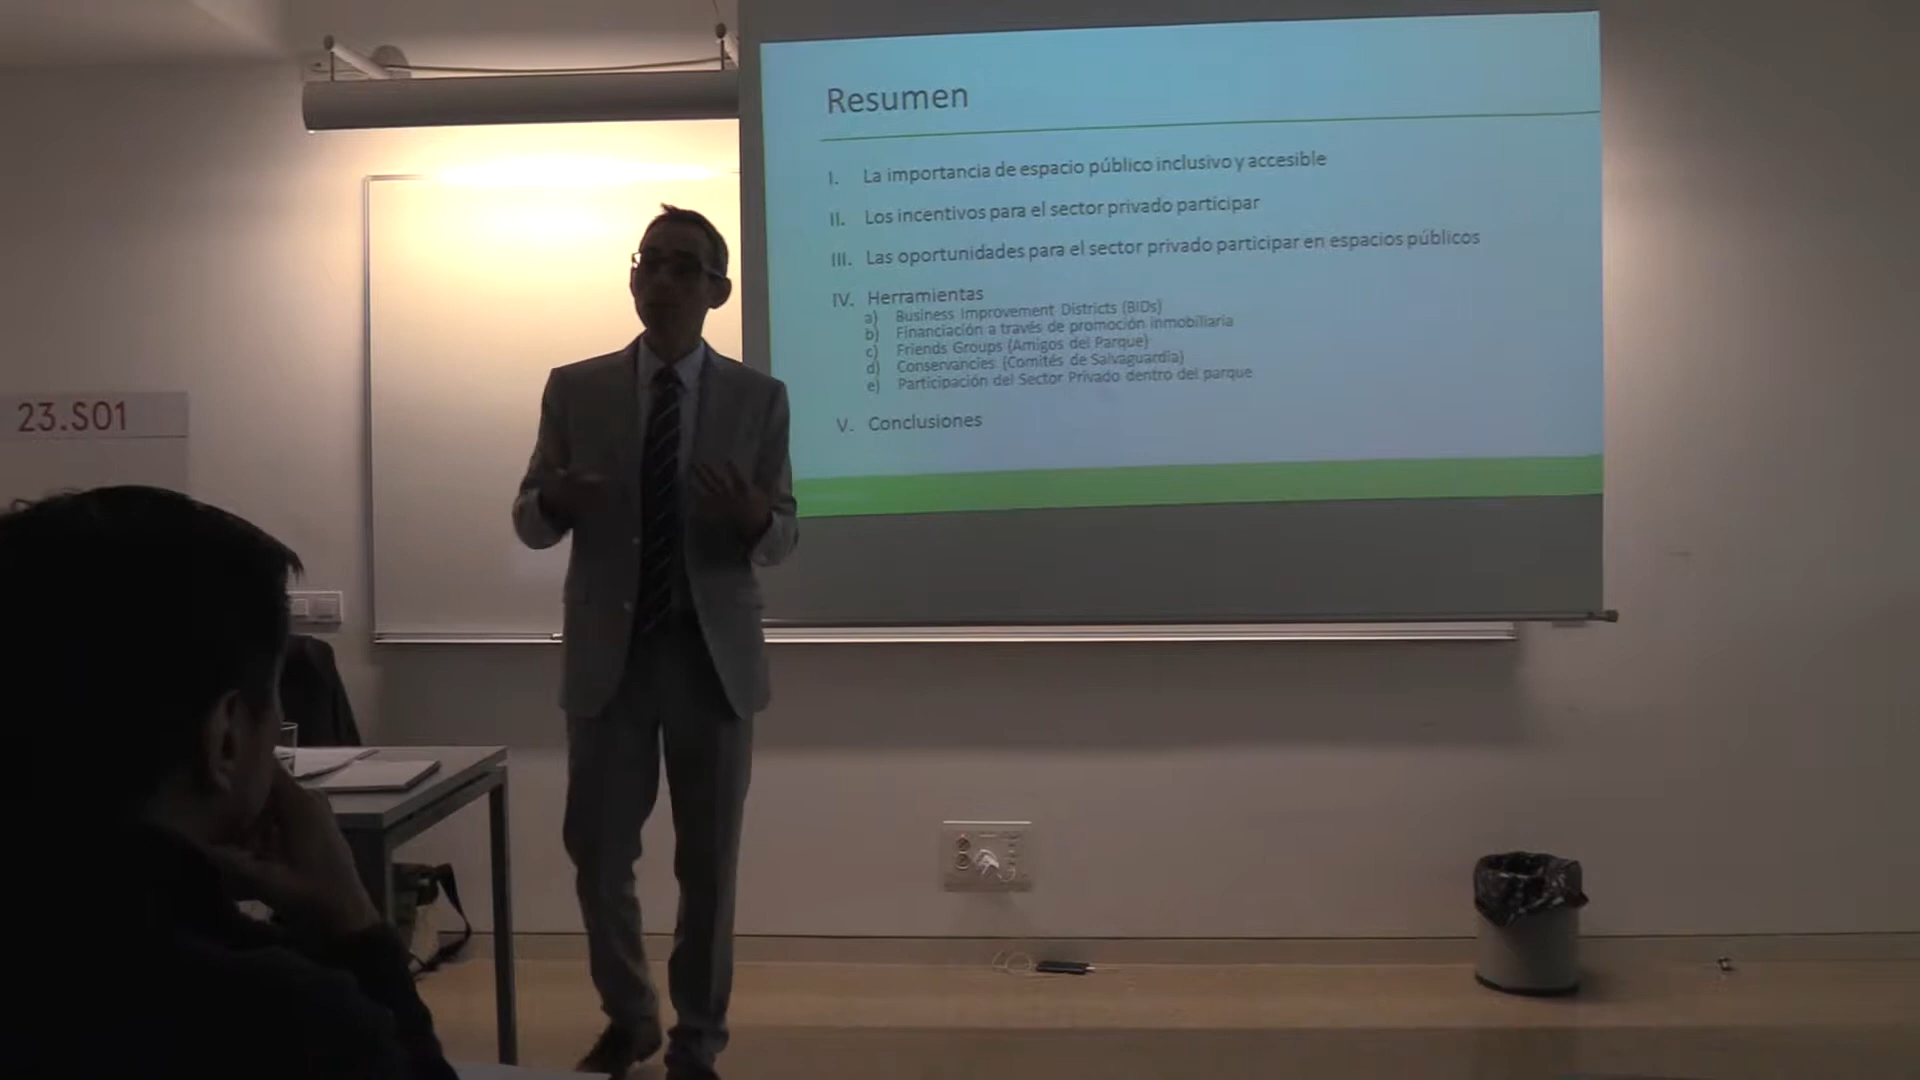 Resumen
I. La importancia de espacio público inclusivo y accesible
II. Los incentivos para el sector privado participar
III. Las oportunidades para el sector privado participar en espacios públicos
IV. Herramientas
a) Business Improvement Districts (BIDs)
b) Financiación a través de promoción inmobiliaria
c) Friends Groups (Amigos del Parque)
d) Conservancies (Comités de Salvaguardia)
e) Participación del Sector Privado dentro del parque
V. Conclusiones
23.S01